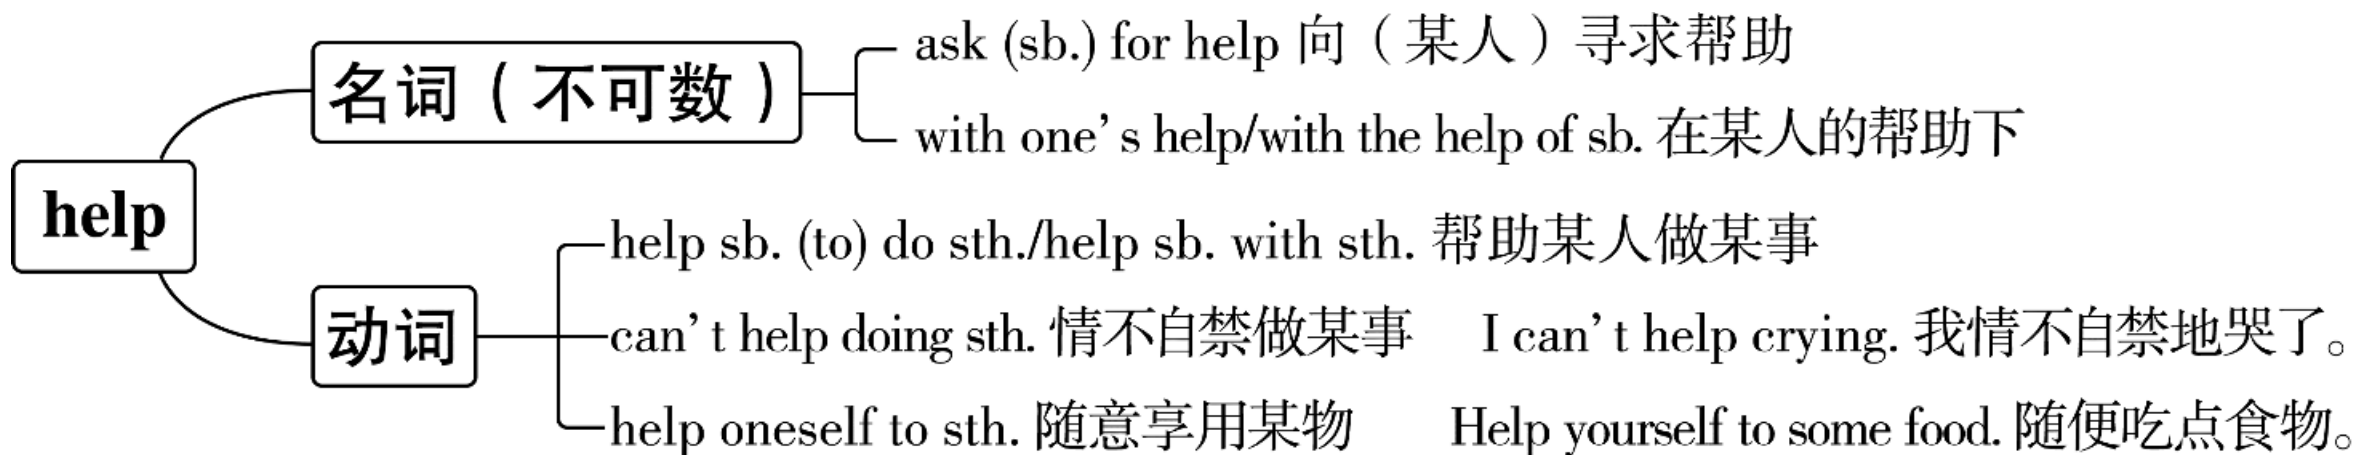 help
名词（不可数）
ask (sb.) for help 向（某人）寻求帮助
with one’s help/with the help of sb. 在某人的帮助下
动词
help sb. (to) do sth./help sb. with sth. 帮助某人做某事
can’t help doing sth. 情不自禁做某事 I can’t help crying. 我情不自禁地哭了。
help oneself to sth. 随意享用某物 Help yourself to some food. 随便吃点食物。